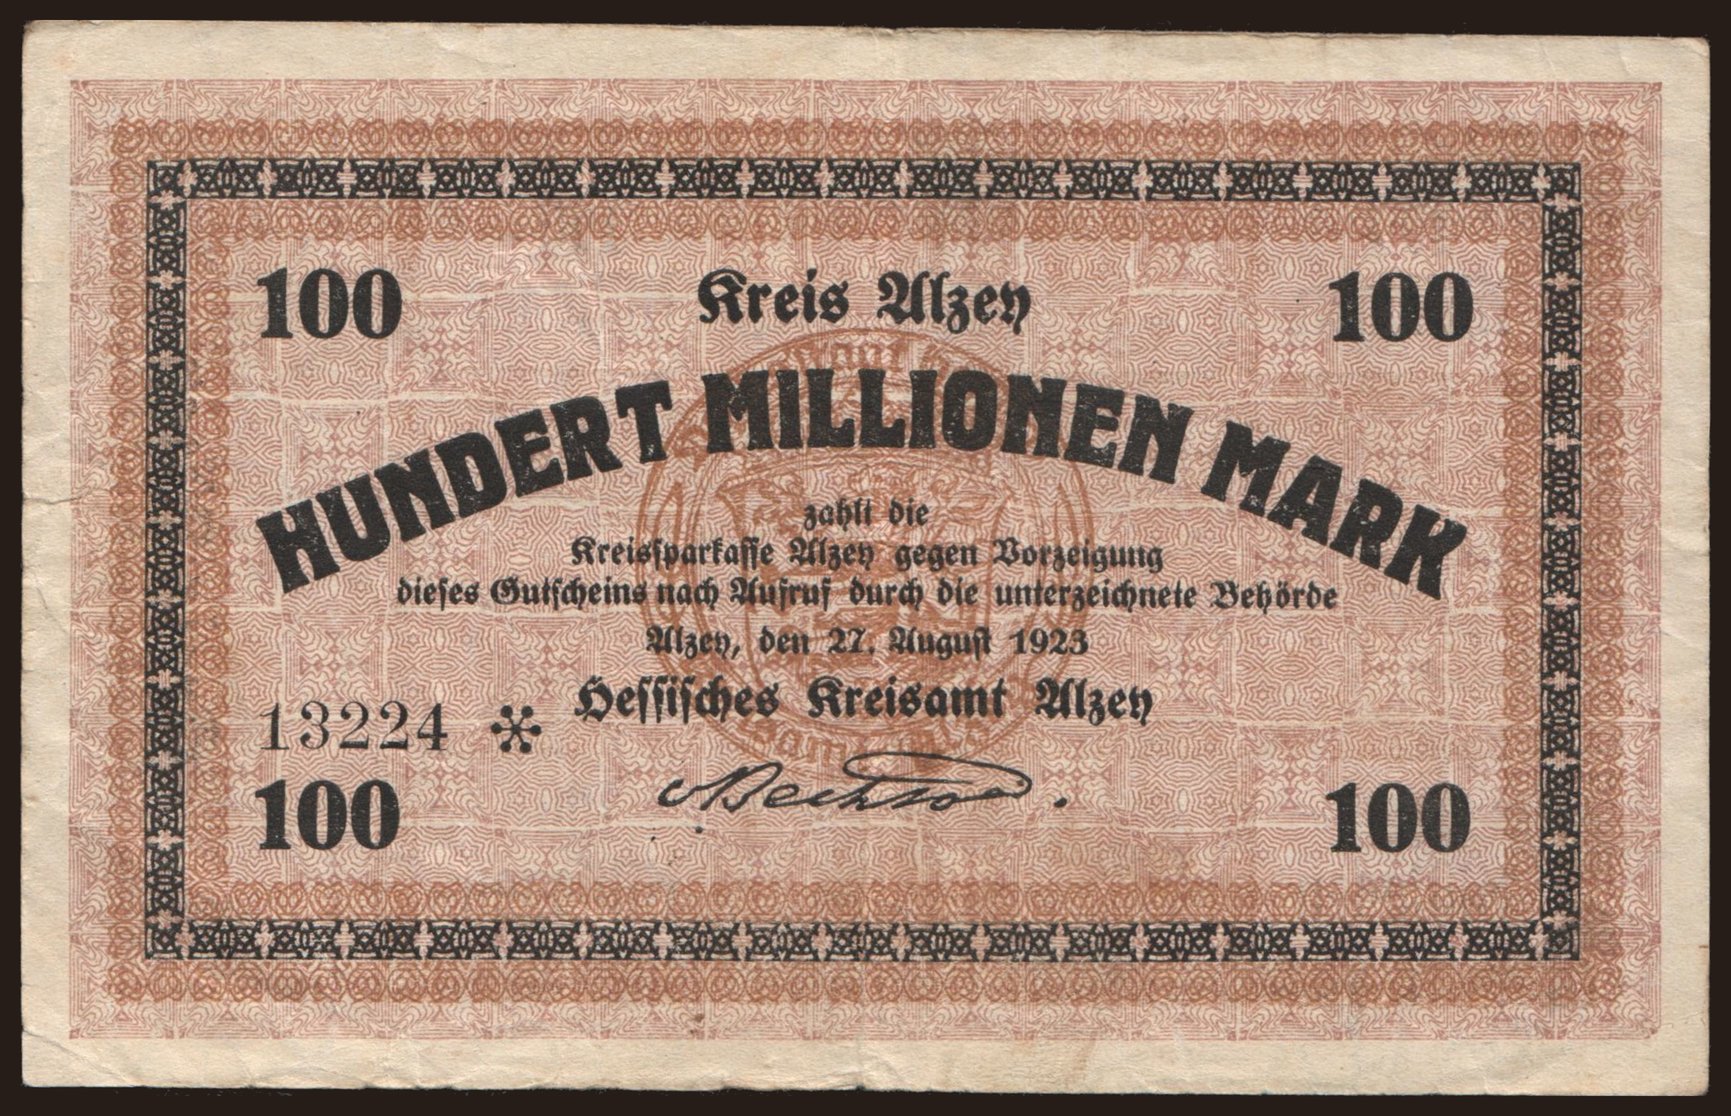 100 Kreis Alzey 100
HUNDERT MILLIONEN MARK
zahlt die
Kreissparkasse Alzey gegen Vorzeigung
dieses Gutscheins nach Aufruf durch die unterzeichnete Behörde
Alzey, den 27. August 1923
Hessisches Kreisamt Alzey
13224 *
100 100